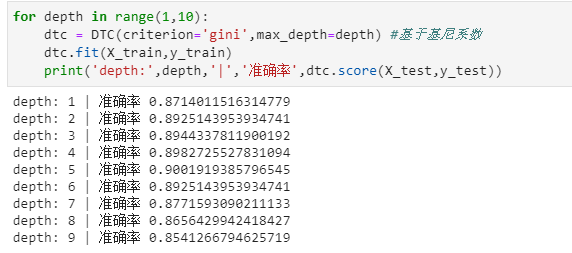 for depth in range(1,10):
    dtc = DTC(criterion='gini',max_depth=depth) #基于基尼系数
    dtc.fit(X_train,y_train)
    print('depth:',depth,'|','准确率',dtc.score(X_test,y_test))
depth: 1 | 准确率 0.8714011516314779
depth: 2 | 准确率 0.8925143953934741
depth: 3 | 准确率 0.8944337811900192
depth: 4 | 准确率 0.8982725527831094
depth: 5 | 准确率 0.9001919385796545
depth: 6 | 准确率 0.8925143953934741
depth: 7 | 准确率 0.8771593090211133
depth: 8 | 准确率 0.8656429942418427
depth: 9 | 准确率 0.8541266794625719